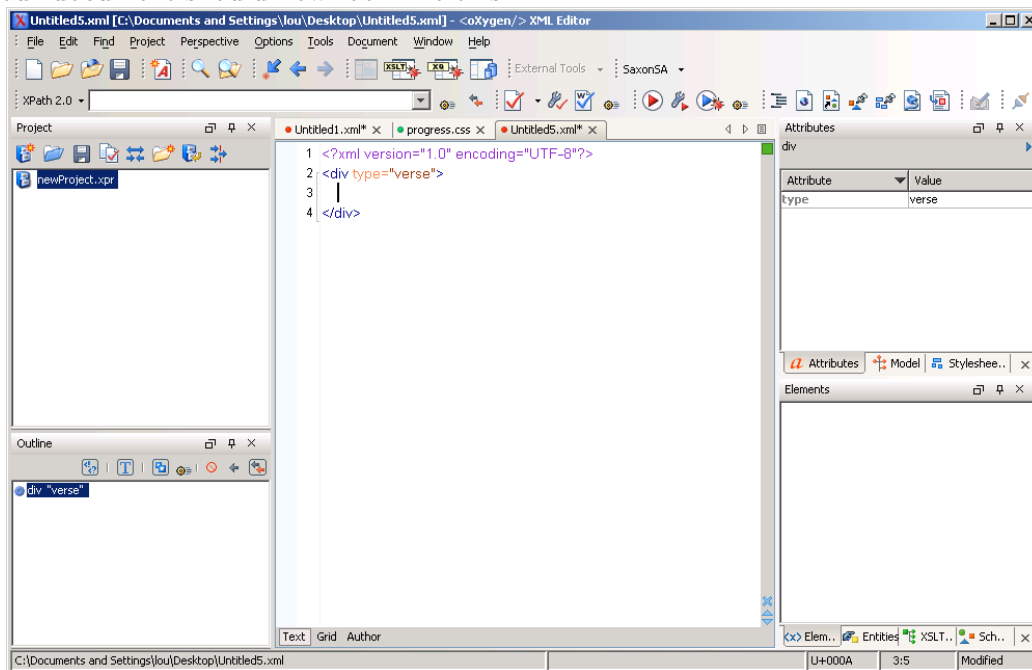 Untitled5.xml [C:\Documents and Settings\lou\Desktop\Untitled5.xml] - <oXygen/> XML Editor
File Edit Find Project Perspective Options Tools Document Window Help
XSLT XQ External Tools SaxonSA
XPath 2.0
Project
newProject.xpr
Outline
div "verse"
Untitled1.xml* progress.css Untitled5.xml*
1 <?xml version="1.0" encoding="UTF-8"?>
2 <div type="verse">
3
4 </div>
Text Grid Author
Attributes
div
Attribute Value
type verse
Attributes Model Styleshee..
Elements
Elem.. Entities XSLT.. Sch..
C:\Documents and Settings\lou\Desktop\Untitled5.xml U+000A 3:5 Modified